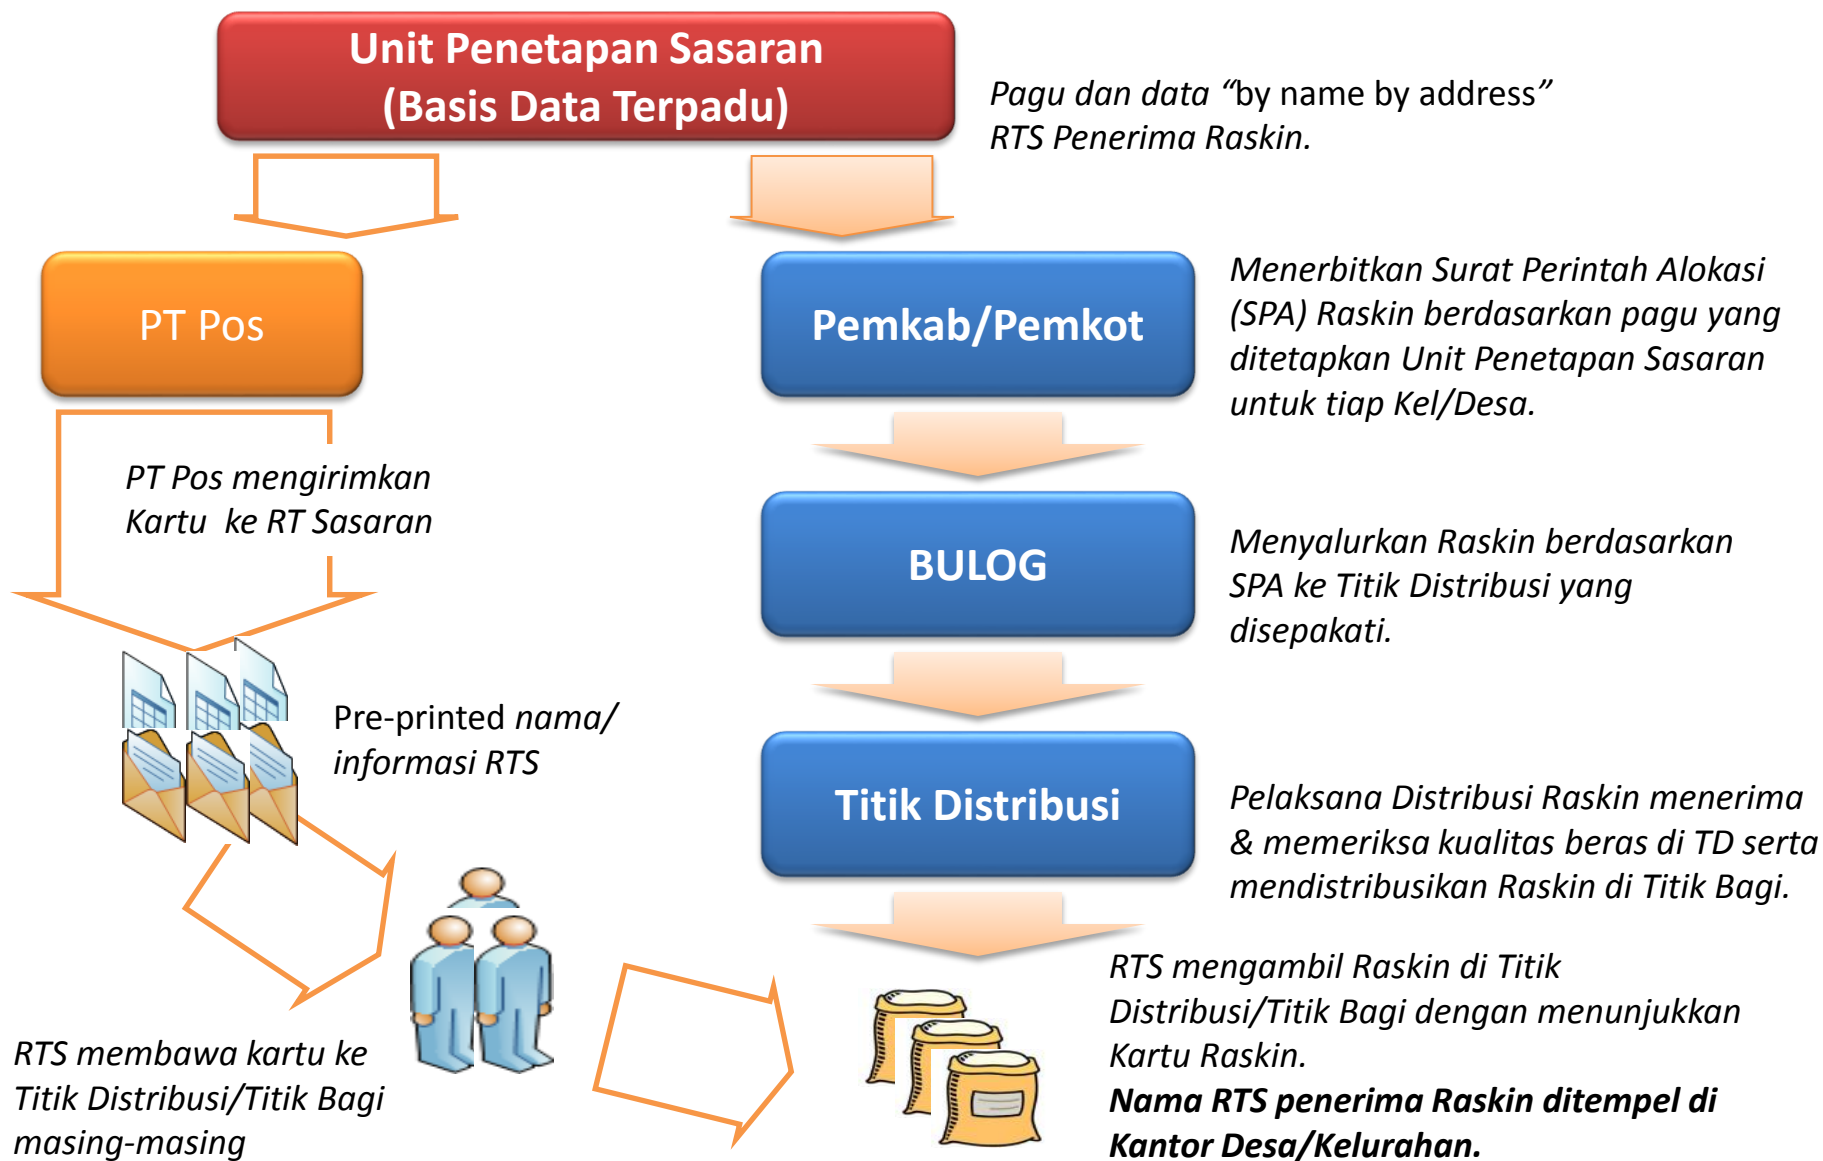 Unit Penetapan Sasaran
(Basis Data Terpadu)
Pagu dan data “by name by address”
RTS Penerima Raskin.
PT Pos
Pemkab/Pemkot
Menerbitkan Surat Perintah Alokasi
(SPA) Raskin berdasarkan pagu yang
ditetapkan Unit Penetapan Sasaran
untuk tiap Kel/Desa.
PT Pos mengirimkan
Kartu ke RT Sasaran
BULOG
Menyalurkan Raskin berdasarkan
SPA ke Titik Distribusi yang
disepakati.
Pre-printed nama/
informasi RTS
Titik Distribusi
Pelaksana Distribusi Raskin menerima
& memeriksa kualitas beras di TD serta
mendistribusikan Raskin di Titik Bagi.
RTS membawa kartu ke
Titik Distribusi/Titik Bagi
masing-masing
RTS mengambil Raskin di Titik
Distribusi/Titik Bagi dengan menunjukkan
Kartu Raskin.
Nama RTS penerima Raskin ditempel di
Kantor Desa/Kelurahan.